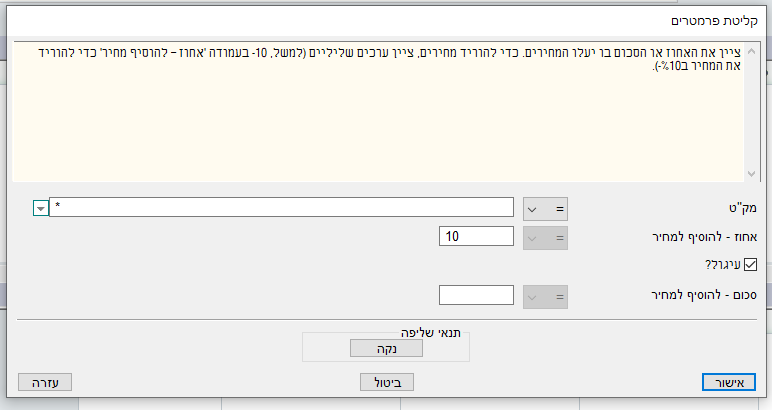 קליטת פרמטרים
ציין את האחוז או הסכום בו יעלו המחירים. כדי להוריד מחירים, ציין ערכים שליליים (למשל, 10- בעמודה 'אחוז – להוסיף מחיר' כדי להוריד
את המחיר ב10%-).
מק"ט = *
אחוז - להוסיף למחיר = 10
עיגול?
סכום - להוסיף למחיר =
תנאי שליפה
נקה
אישור ביטול עזרה